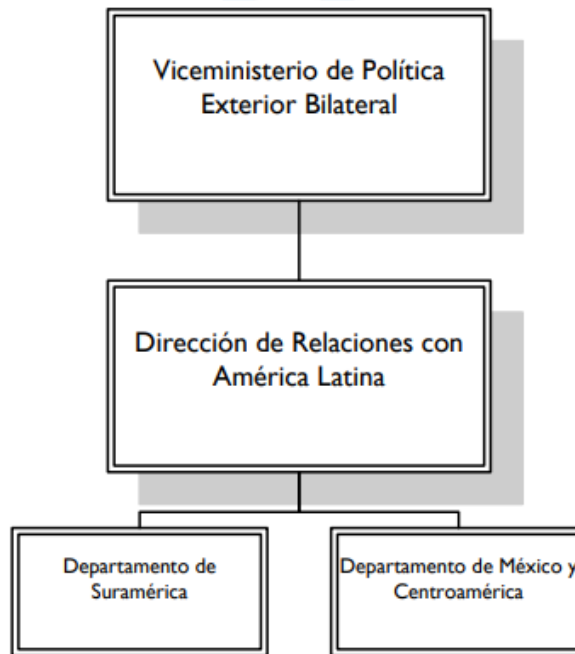 Viceministerio de Política
Exterior Bilateral
Dirección de Relaciones con
América Latina
Departamento de
Suramérica
Departamento de México y
Centroamérica